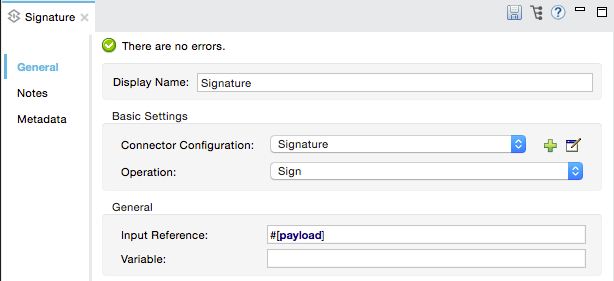 Signature
There are no errors.
General
Notes
Metadata
Display Name: Signature
Basic Settings
Connector Configuration: Signature
Operation: Sign
General
Input Reference: #[payload]
Variable: